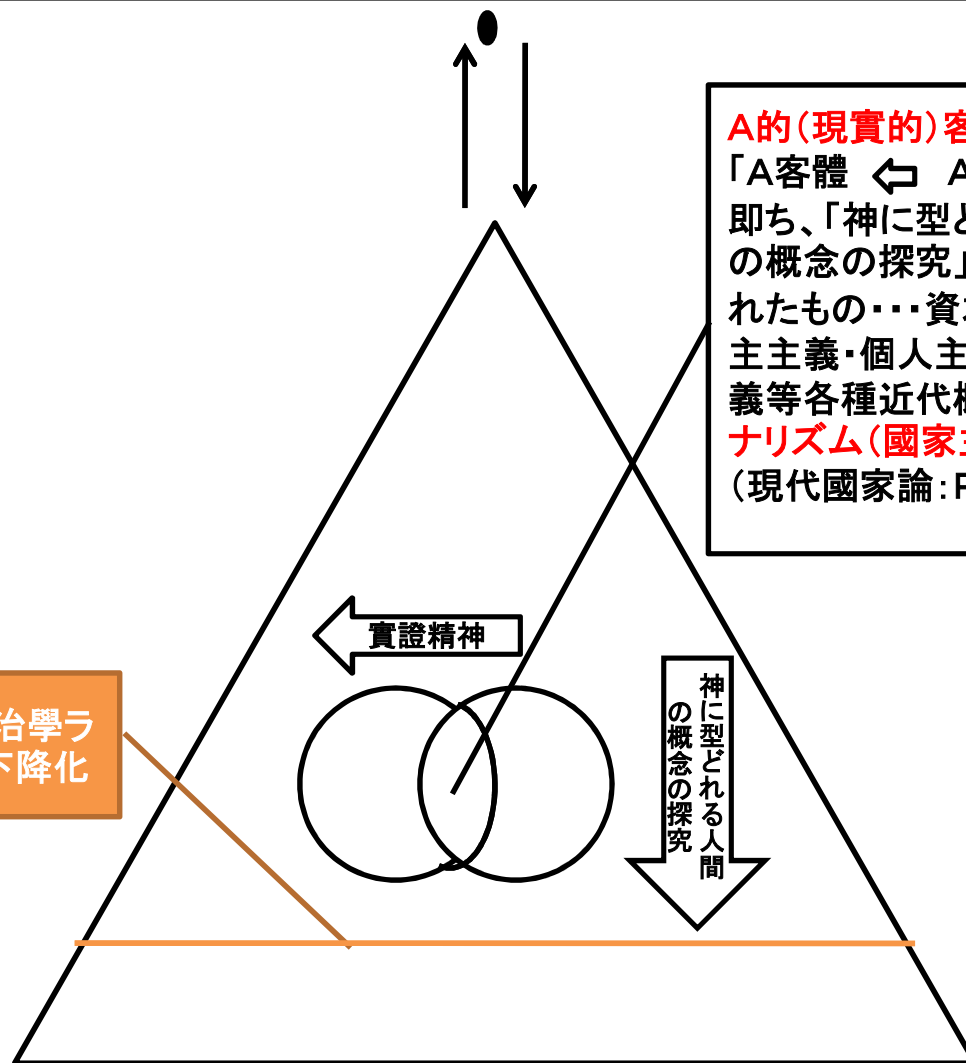 A的（現實的）客
「A客體 ⇦ A
即ち、「神に型ど
の概念の探究」
れたもの・・・資
主主義・個人主
義等各種近代
ナリズム（國家
（現代國家論：P
實證精神
神に型どれる人間
の概念の探究
治學ラ
下降化